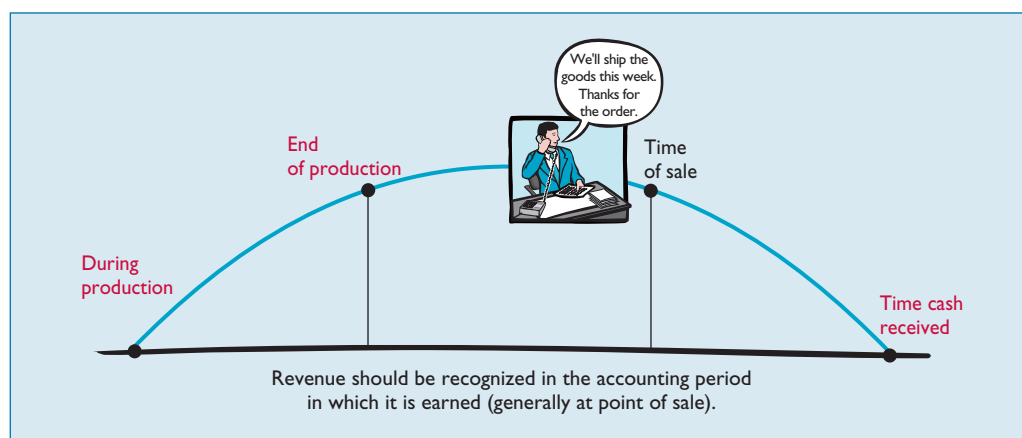 We'll ship the
goods this week.
Thanks for
the order.
End
of production
Time
of sale
During
production
Time cash
received
Revenue should be recognized in the accounting period
in which it is earned (generally at point of sale).